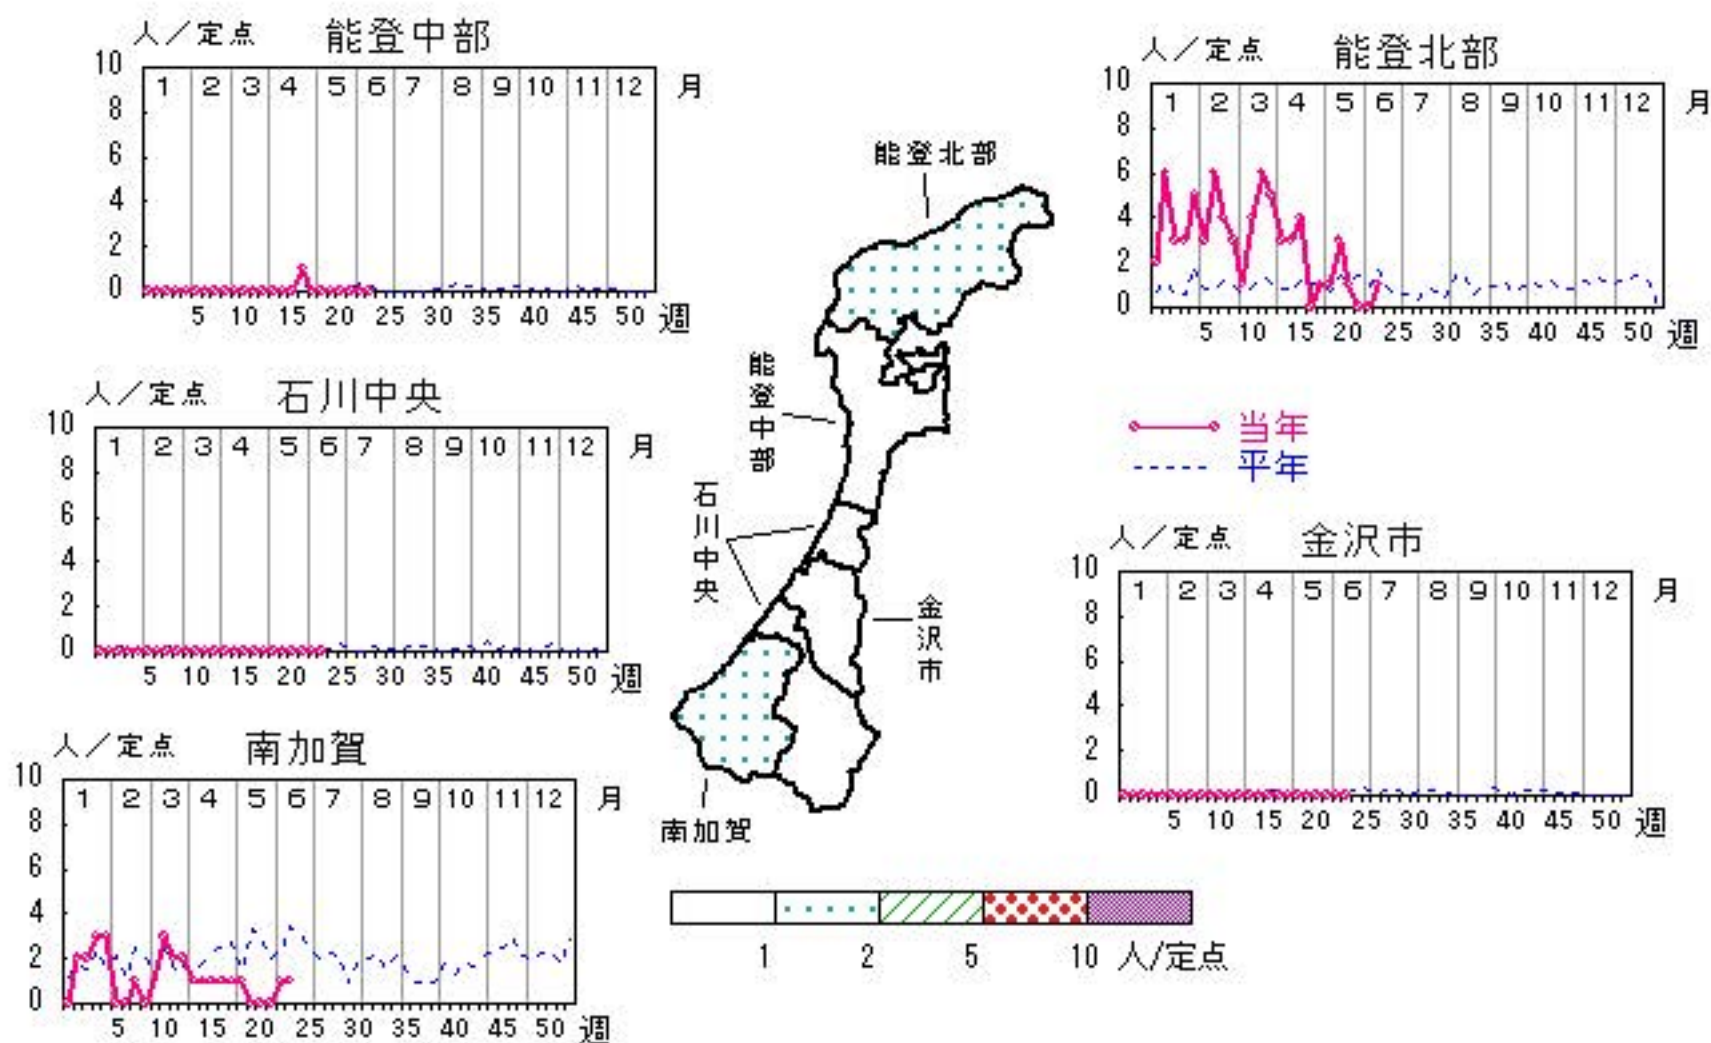 人／定点 能登中部
10 8 6 4 2 0
1 2 3 4 5 6 7 8 9 10 11 12 月
5 10 15 20 25 30 35 40 45 50 週
人／定点 能登北部
10 8 6 4 2 0
1 2 3 4 5 6 7 8 9 10 11 12 月
5 10 15 20 25 30 35 40 45 50 週
人／定点 石川中央
10 8 6 4 2 0
1 2 3 4 5 6 7 8 9 10 11 12 月
5 10 15 20 25 30 35 40 45 50 週
能登北部
能登中部
石川中央
金沢市
南加賀
当年
平年
人／定点 金沢市
10 8 6 4 2 0
1 2 3 4 5 6 7 8 9 10 11 12 月
5 10 15 20 25 30 35 40 45 50 週
人／定点 南加賀
10 8 6 4 2 0
1 2 3 4 5 6 7 8 9 10 11 12 月
5 10 15 20 25 30 35 40 45 50 週
1 2 5 10 人/定点